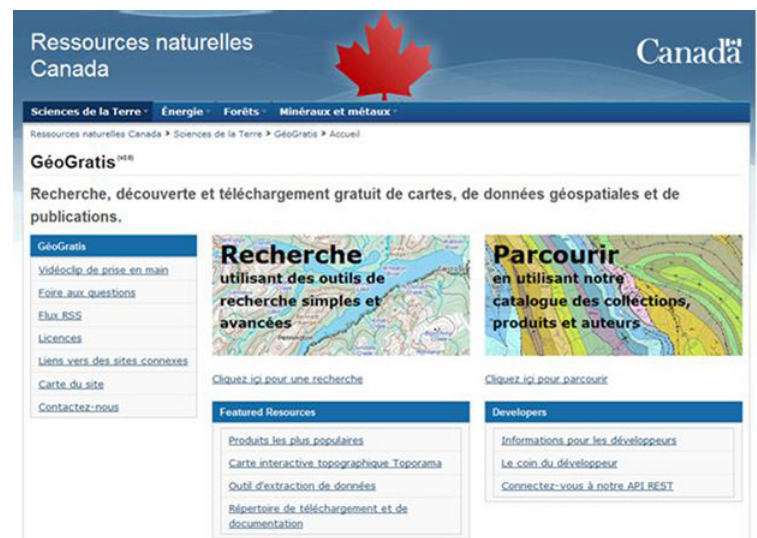 Ressources naturelles
Canada
Canada
Sciences de la Terre
Énergie
Forêts
Minéraux et métaux
Ressources naturelles Canada > Sciences de la Terre > GéoGratis > Accueil
GéoGratis
Recherche, découverte et téléchargement gratuit de cartes, de données géospatiales et de
publications.
GéoGratis
Vidéoclip de prise en main
Foire aux questions
Flux RSS
Licences
Liens vers des sites connexes
Carte du site
Contactez-nous
Recherche
utilisant des outils de
recherche simples et
avancées
Cliquez ici pour une recherche
Parcourir
en utilisant notre
catalogue des collections,
produits et auteurs
Cliquez ici pour parcourir
Featured Resources
Produits les plus populaires
Carte interactive topographique Toporama
Outil d'extraction de données
Répertoire de téléchargement et de
documentation
Developers
Informations pour les développeurs
Le coin du développeur
Connectez-vous à notre API REST